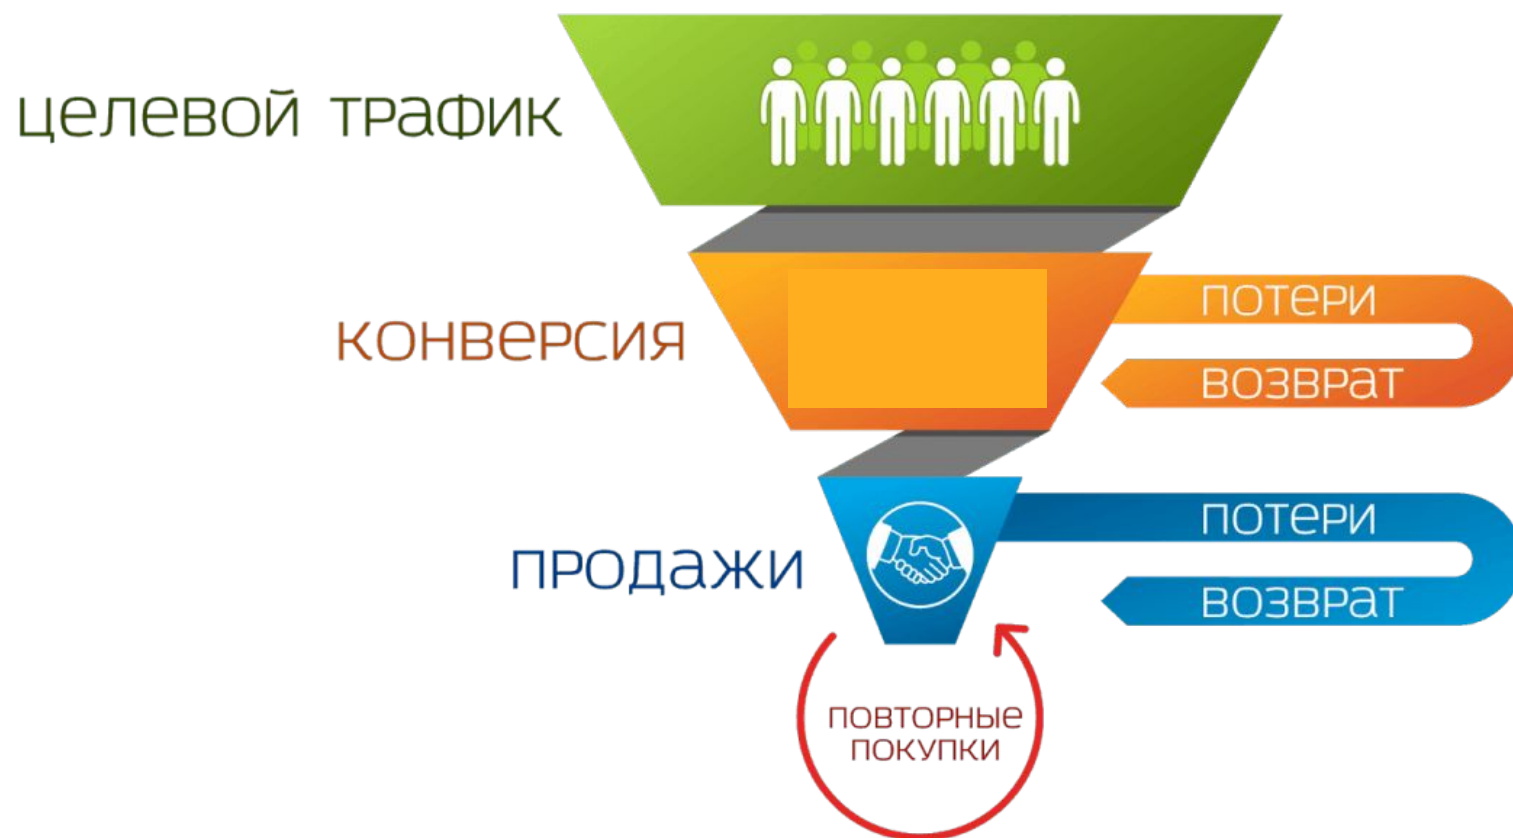 целевой трафик
конверсия
потери
возврат
продажи
потери
возврат
повторные
покупки